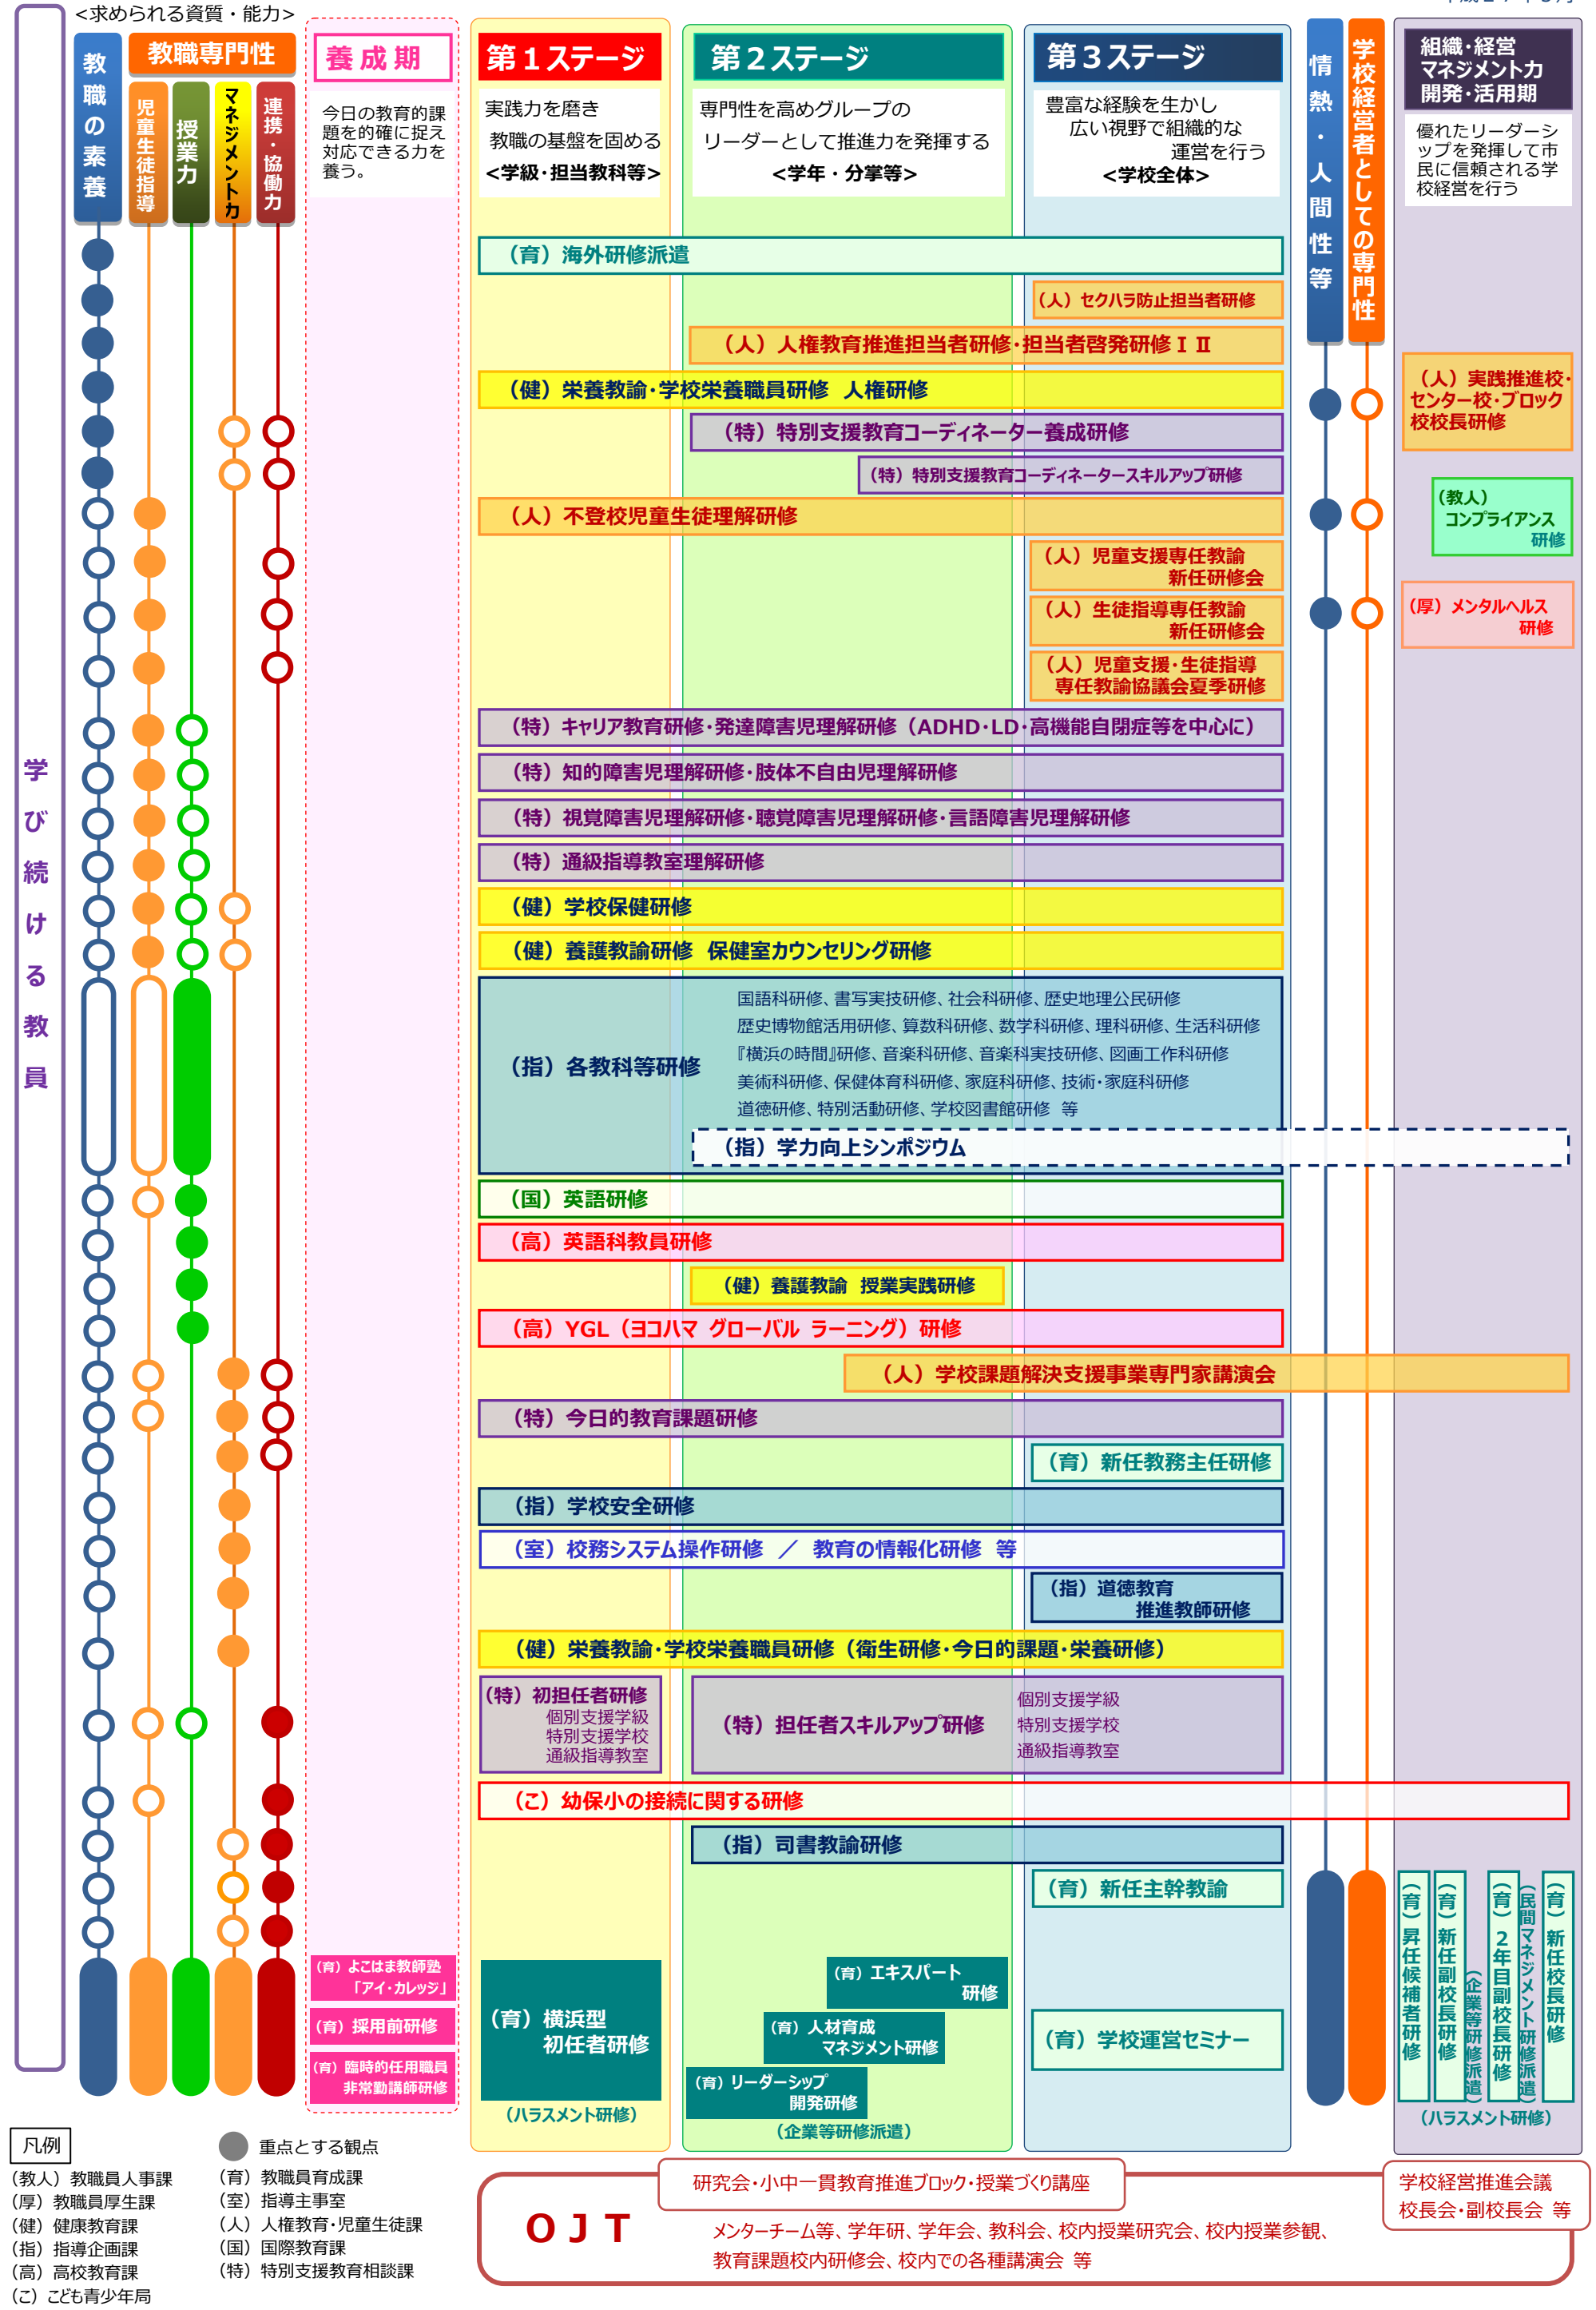 <求められる資質・能力>
学び続ける教員
教職の素養
教職専門性
児童生徒指導
授業力
マネジメント力
連携・協働力
養成期
今日の教育的課
題を的確に捉え
対応できる力を
養う。
第１ステージ
実践力を磨き
教職の基盤を固める
<学級・担当教科等>
第２ステージ
専門性を高めグループの
リーダーとして推進力を発揮する
<学年・分掌等>
第３ステージ
豊富な経験を生かし
広い視野で組織的な
運営を行う
<学校全体>
情熱・人間性等
学校経営者としての専門性
組織・経営
マネジメント力
開発・活用期
優れたリーダーシ
ップを発揮して市
民に信頼される学
校経営を行う
（育）海外研修派遣
（人）セクハラ防止担当者研修
（人）人権教育推進担当者研修・担当者啓発研修ⅠⅡ
（健）栄養教諭・学校栄養職員研修 人権研修
（人）実践推進校・
センター校・ブロック
校校長研修
（特）特別支援教育コーディネーター養成研修
（特）特別支援教育コーディネータースキルアップ研修
（人）不登校児童生徒理解研修
（教人）
コンプライアンス
研修
（人）児童支援専任教諭
新任研修会
（人）生徒指導専任教諭
新任研修会
（厚）メンタルヘルス
研修
（人）児童支援・生徒指導
専任教諭協議会夏季研修
（特）キャリア教育研修・発達障害児理解研修（ADHD・LD・高機能自閉症等を中心に）
（特）知的障害児理解研修・肢体不自由児理解研修
（特）視覚障害児理解研修・聴覚障害児理解研修・言語障害児理解研修
（特）通級指導教室理解研修
（健）学校保健研修
（健）養護教諭研修 保健室カウンセリング研修
（指）各教科等研修
国語科研修、書写実技研修、社会科研修、歴史地理公民研修
歴史博物館活用研修、算数科研修、数学科研修、理科研修、生活科研修
『横浜の時間』研修、音楽科研修、音楽科実技研修、図画工作科研修
美術科研修、保健体育科研修、家庭科研修、技術・家庭科研修
道徳研修、特別活動研修、学校図書館研修 等
（指）学力向上シンポジウム
（国）英語研修
（高）英語科教員研修
（健）養護教諭 授業実践研修
（高）YGL（ヨコハマ グローバル ラーニング）研修
（人）学校課題解決支援事業専門家講演会
（特）今日的教育課題研修
（育）新任教務主任研修
（指）学校安全研修
（室）校務システム操作研修 ／ 教育の情報化研修 等
（指）道徳教育
推進教師研修
（健）栄養教諭・学校栄養職員研修（衛生研修・今日的課題・栄養研修）
（特）初担任者研修
個別支援学級
特別支援学校
通級指導教室
（特）担任者スキルアップ研修
個別支援学級
特別支援学校
通級指導教室
（こ）幼保小の接続に関する研修
（指）司書教諭研修
（育）新任主幹教諭
（育）よこはま教師塾
「アイ・カレッジ」
（育）採用前研修
（育）臨時的任用職員
非常勤講師研修
（育）横浜型
初任者研修
（ハラスメント研修）
（育）エキスパート
研修
（育）人材育成
マネジメント研修
（育）リーダーシップ
開発研修
（企業等研修派遣）
（育）学校運営セミナー
（育）昇任候補者研修
（育）新任副校長研修
（企業等研修派遣）
（育）２年目副校長研修
（民間マネジメント研修派遣）
（育）新任校長研修
（ハラスメント研修）
凡例
重点とする観点
（教人）教職員人事課
（厚）教職員厚生課
（健）健康教育課
（指）指導企画課
（高）高校教育課
（こ）こども青少年局
（育）教職員育成課
（室）指導主事室
（人）人権教育・児童生徒課
（国）国際教育課
（特）特別支援教育相談課
研究会・小中一貫教育推進ブロック・授業づくり講座
ＯＪＴ
メンターチーム等、学年研、学年会、教科会、校内授業研究会、校内授業参観、
教育課題校内研修会、校内での各種講演会 等
学校経営推進会議
校長会・副校長会 等